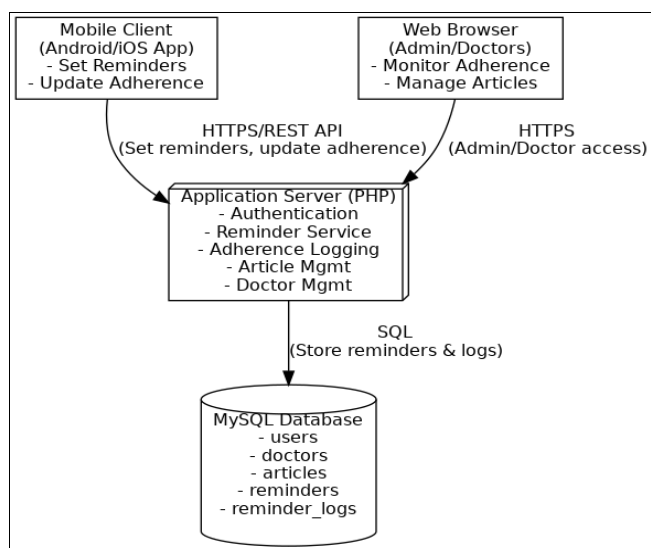 Mobile Client
(Android/iOS App)
- Set Reminders
- Update Adherence
Web Browser
(Admin/Doctors)
- Monitor Adherence
- Manage Articles
HTTPS/REST API
(Set reminders, update adherence)
HTTPS
(Admin/Doctor access)
Application Server (PHP)
- Authentication
- Reminder Service
- Adherence Logging
- Article Mgmt
- Doctor Mgmt
SQL
(Store reminders & logs)
MySQL Database
- users
- doctors
- articles
- reminders
- reminder_logs